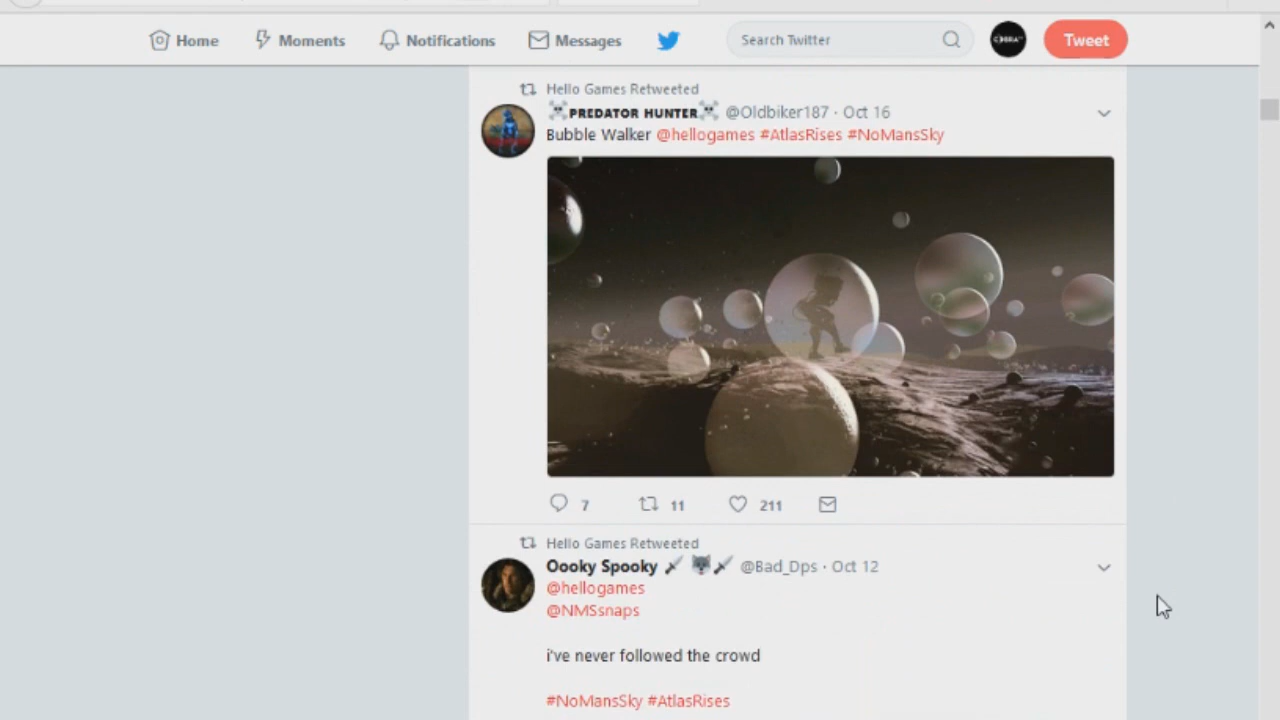 Home
Moments
Notifications
Messages
Search Twitter
Tweet
Hello Games Retweeted
☠PREDATOR HUNTER☠ @Oldbiker187 · Oct 16
Bubble Walker @hellogames #AtlasRises #NoMansSky
7
11
211
Hello Games Retweeted
Oooky Spooky 🗡🐺🗡 @Bad_Dps · Oct 12
@hellogames
@NMSsnaps
i've never followed the crowd
#NoMansSky #AtlasRises